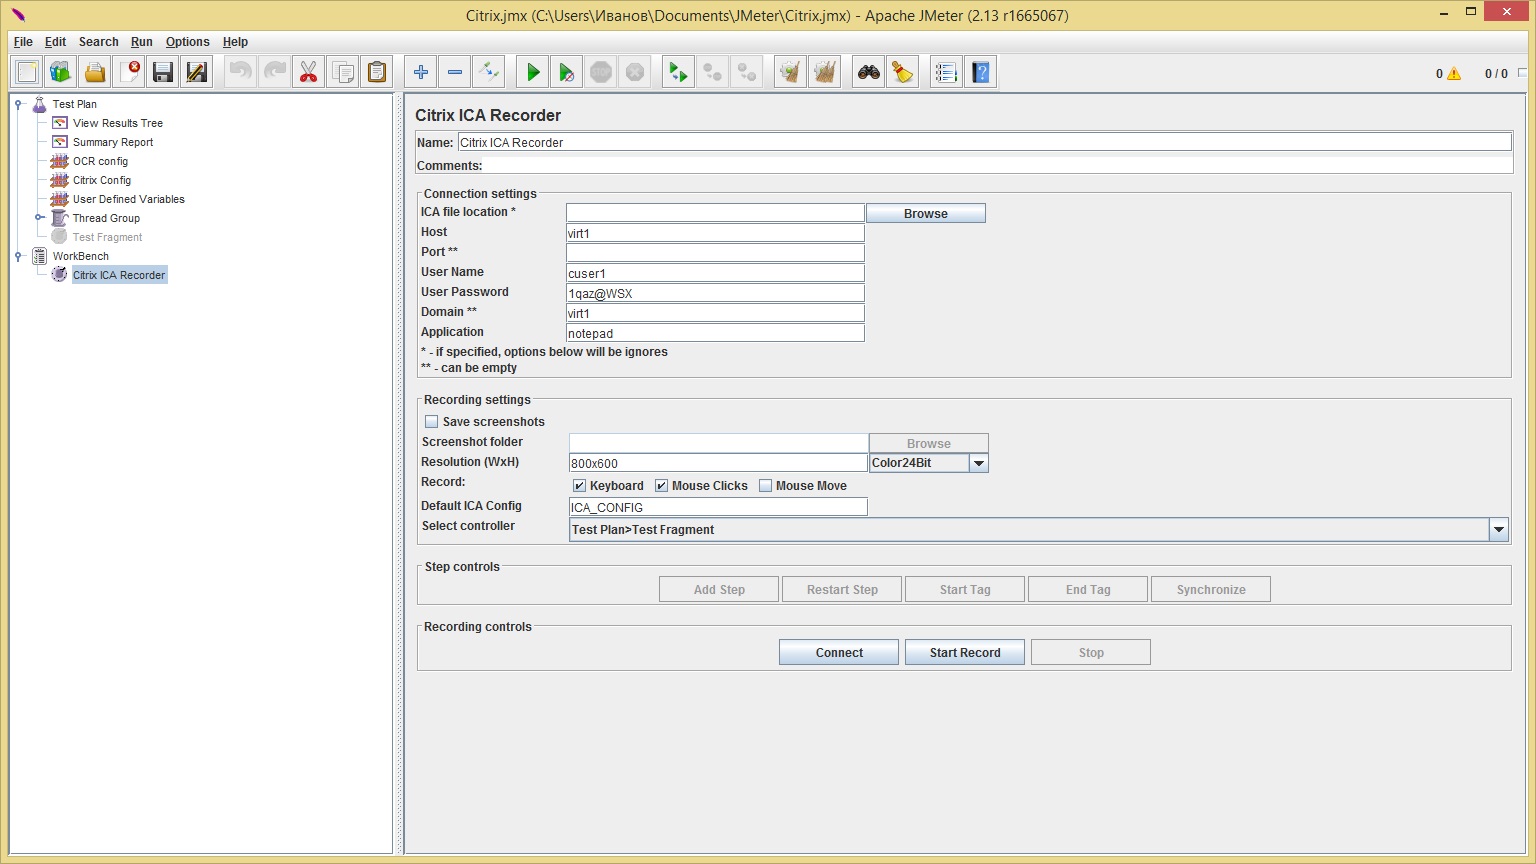 Citrix.jmx (C:\Users\Иванов\Documents\JMeter\Citrix.jmx) - Apache JMeter (2.13 r1665067)
File Edit Search Run Options Help
0 0 / 0
Test Plan
View Results Tree
Summary Report
OCR config
Citrix Config
User Defined Variables
Thread Group
Test Fragment
WorkBench
Citrix ICA Recorder
Citrix ICA Recorder
Name: Citrix ICA Recorder
Comments:
Connection settings
ICA file location * Browse
Host virt1
Port **
User Name cuser1
User Password 1qaz@WSX
Domain ** virt1
Application notepad
* - if specified, options below will be ignores
** - can be empty
Recording settings
Save screenshots
Screenshot folder Browse
Resolution (WxH) 800x600 Color24Bit
Record: Keyboard Mouse Clicks Mouse Move
Default ICA Config ICA_CONFIG
Select controller Test Plan>Test Fragment
Step controls
Add Step Restart Step Start Tag End Tag Synchronize
Recording controls
Connect Start Record Stop